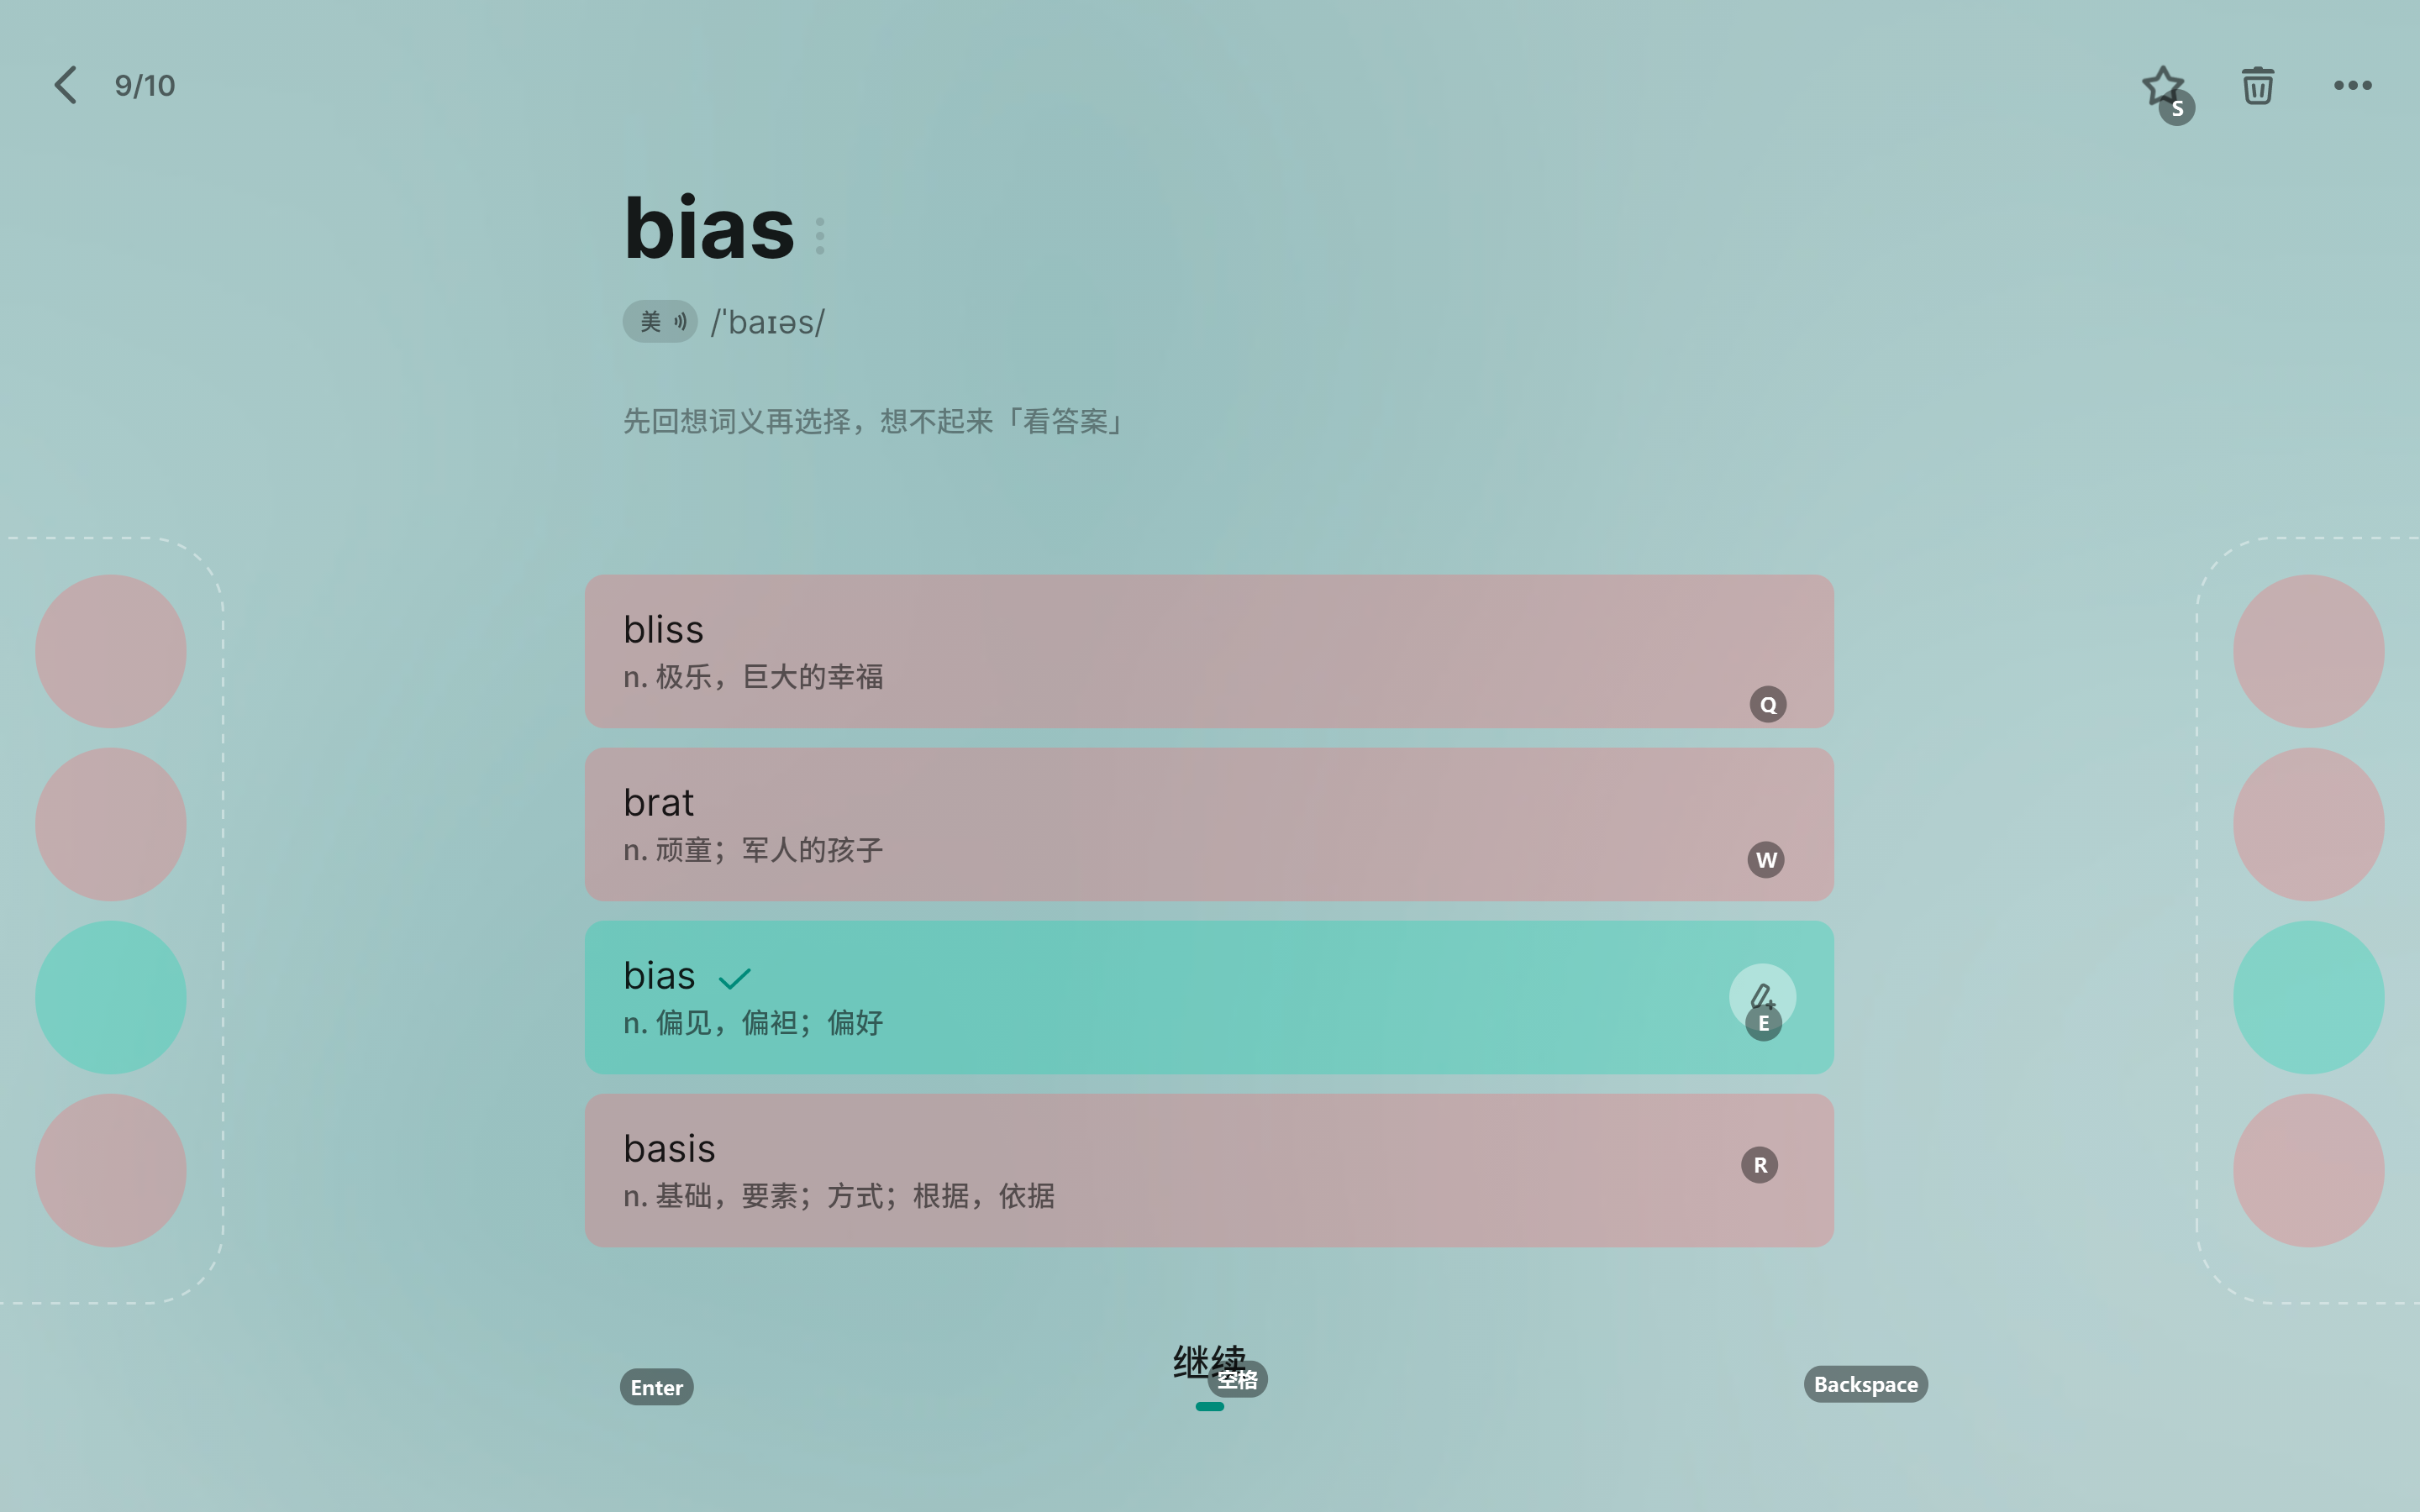 9/10
S
bias
美 /ˈbaɪəs/
先回想词义再选择，想不起来「看答案」
bliss
n. 极乐，巨大的幸福
Q
brat
n. 顽童；军人的孩子
W
bias
n. 偏见，偏袒；偏好
E
basis
n. 基础，要素；方式；根据，依据
R
继续
Enter
空格
Backspace